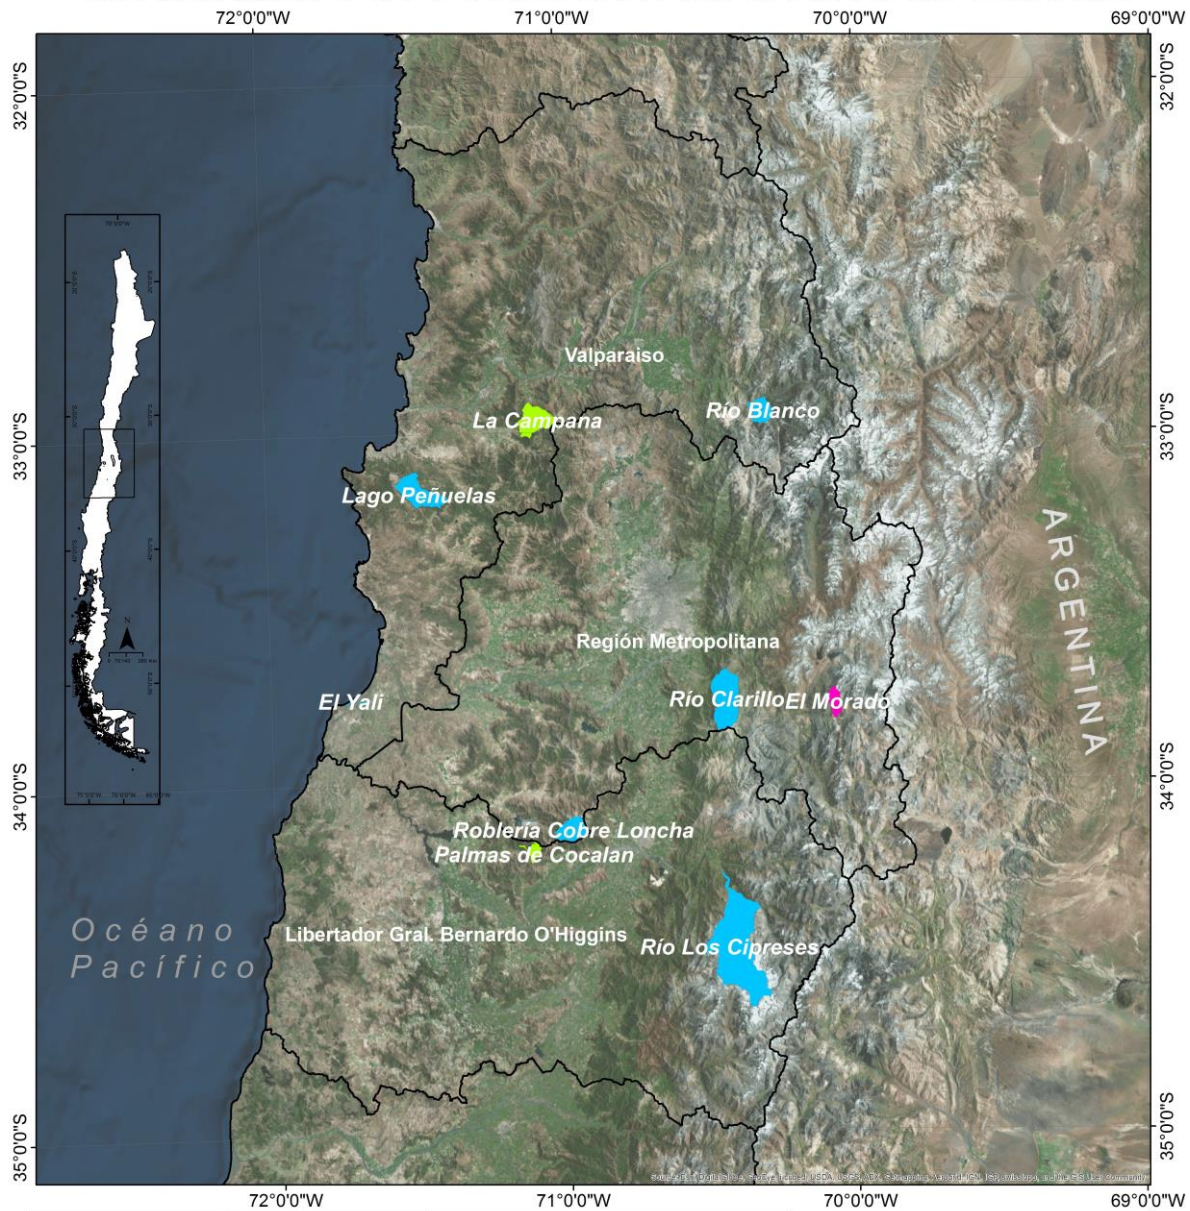 72°0'0"W 71°0'0"W 70°0'0"W 69°0'0"W
32°0'0"S
32°0'0"S
Valparaiso
La Campana
Río Blanco
33°0'0"S
33°0'0"S
Lago Peñuelas
ARGENTINA
N
Región Metropolitana
El Yali
Río Clarillo
El Morado
34°0'0"S
34°0'0"S
Roblería Cobre Loncha
Palmas de Cocalan
Océano
Pacífico
Libertador Gral. Bernardo O'Higgins
Río Los Cipreses
35°0'0"S
35°0'0"S
72°0'0"W 71°0'0"W 70°0'0"W 69°0'0"W